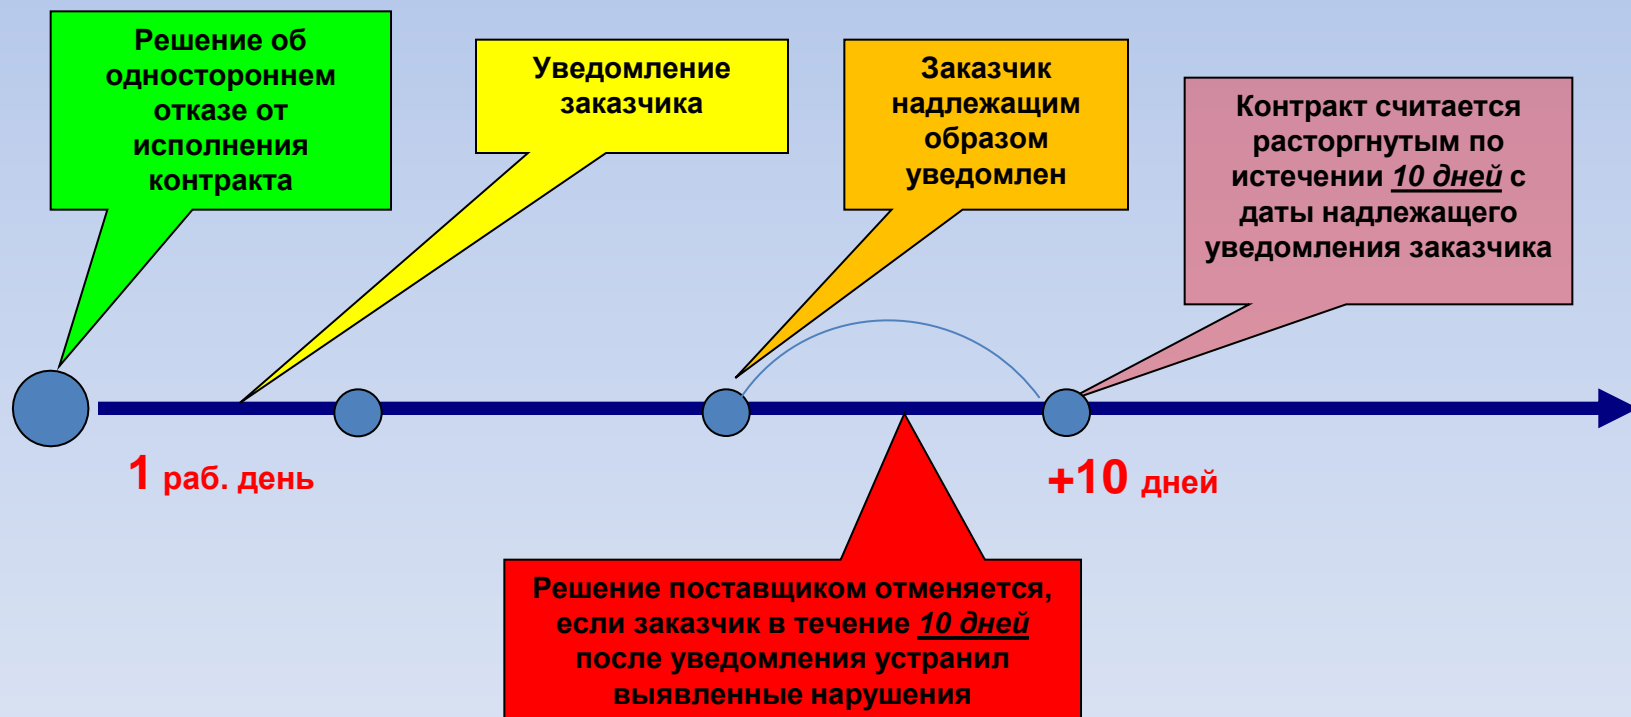 Решение об
одностороннем
отказе от
исполнения
контракта
Уведомление
заказчика
Заказчик
надлежащим
образом
уведомлен
Контракт считается
расторгнутым по
истечении 10 дней с
даты надлежащего
уведомления заказчика
1 раб. день
+10 дней
Решение поставщиком отменяется,
если заказчик в течение 10 дней
после уведомления устранил
выявленные нарушения